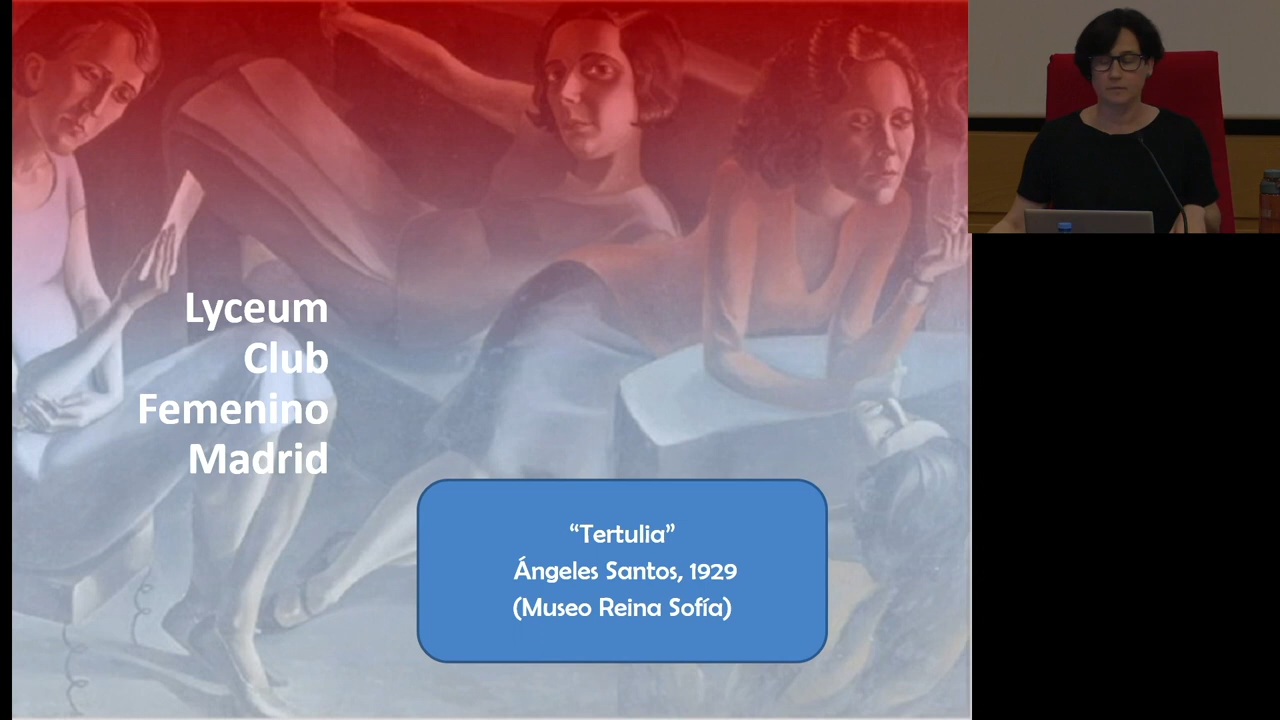 Lyceum
Club
Femenino
Madrid
“Tertulia”
Ángeles Santos, 1929
(Museo Reina Sofía)